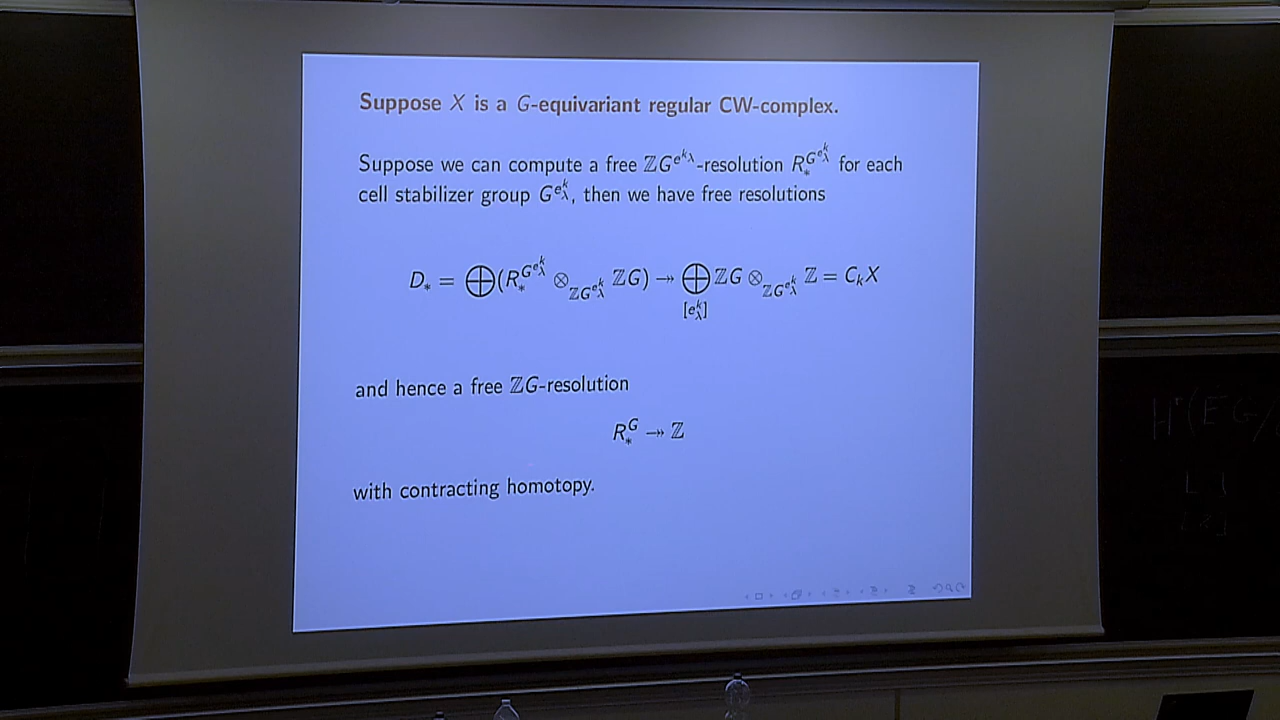 Suppose X is a G-equivariant regular CW-complex.
Suppose we can compute a free ℤG^{e^{k_λ}}-resolution R_*^{G^{e^k_λ}} for each
cell stabilizer group G^{e^k_λ}, then we have free resolutions
D_* = ⨁(R_*^{G^{e^k_λ}} ⊗_{ℤG^{e^k_λ}} ℤG) ↠ ⨁_{[e^k_λ]} ℤG ⊗_{ℤG^{e^k_λ}} ℤ = C_kX
and hence a free ℤG-resolution
R_*^G ↠ ℤ
with contracting homotopy.